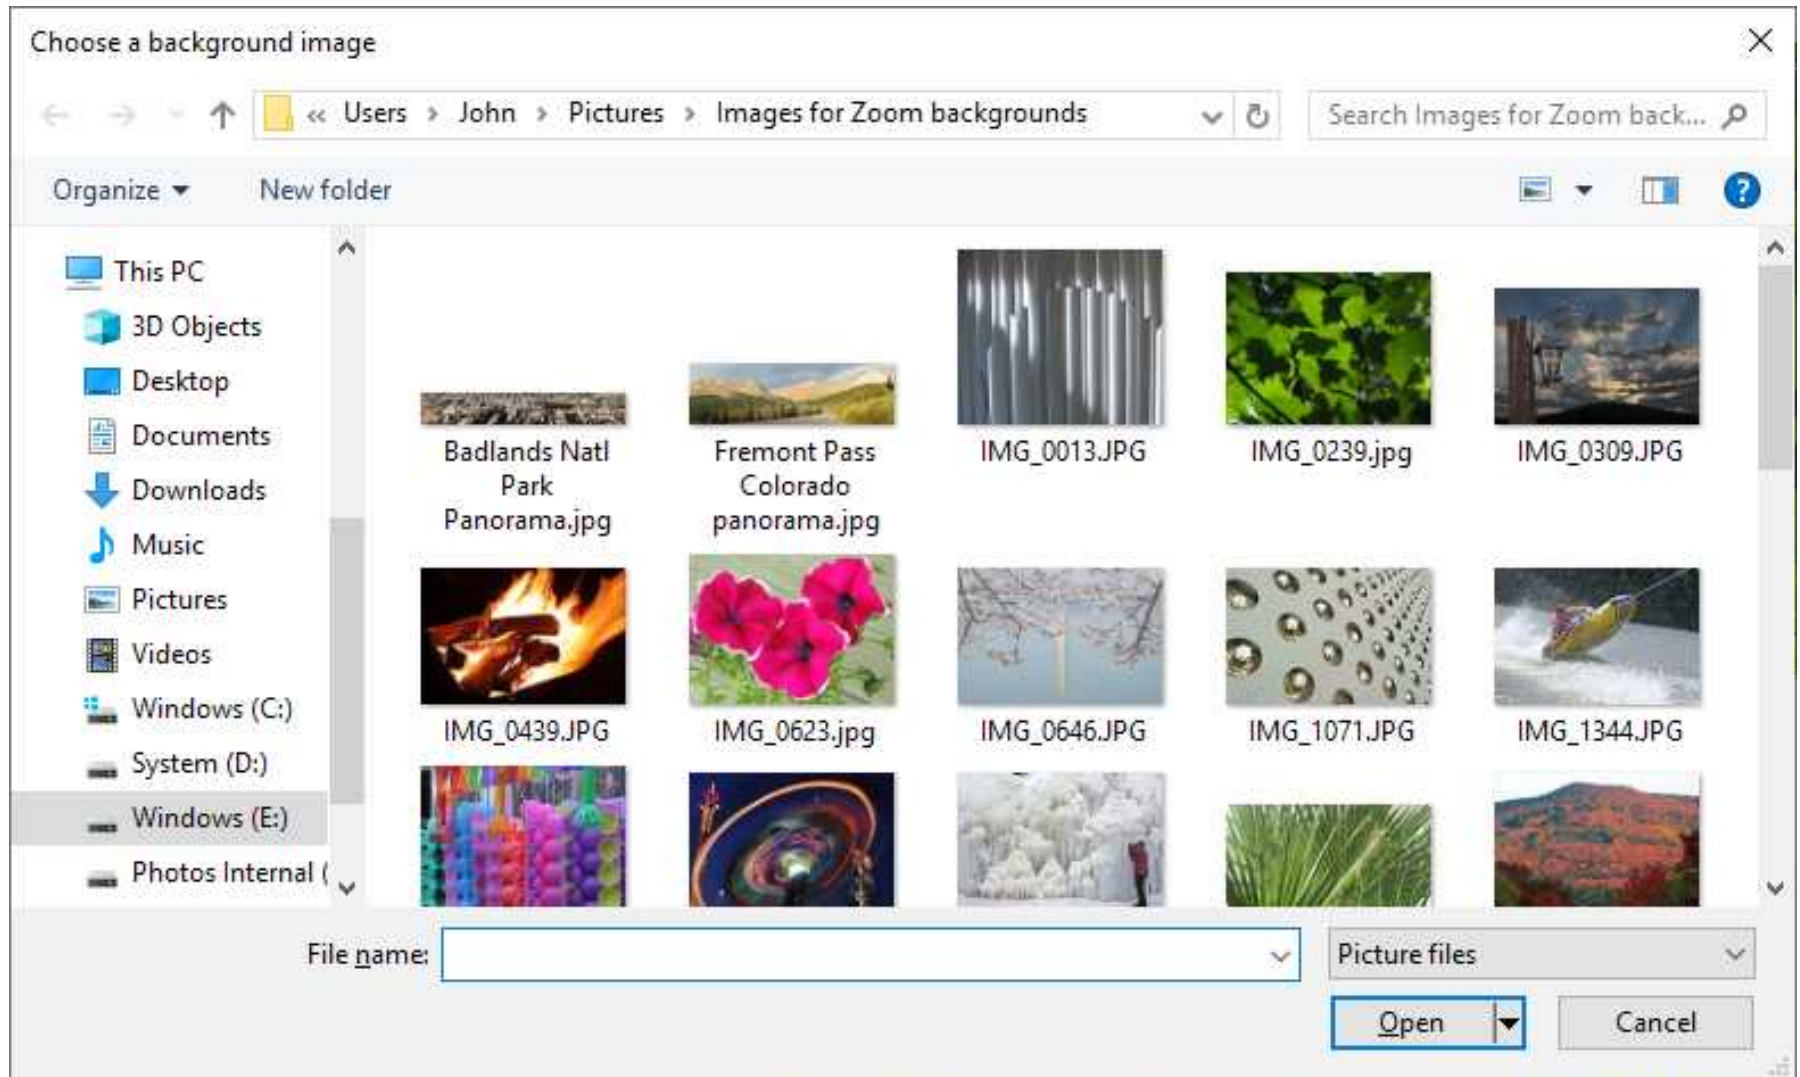 Choose a background image
« Users > John > Pictures > Images for Zoom backgrounds
Search Images for Zoom back...
Organize
New folder
This PC
3D Objects
Desktop
Documents
Downloads
Music
Pictures
Videos
Windows (C:)
System (D:)
Windows (E:)
Photos Internal (
Badlands Natl
Park
Panorama.jpg
Fremont Pass
Colorado
panorama.jpg
IMG_0013.JPG
IMG_0239.jpg
IMG_0309.JPG
IMG_0439.JPG
IMG_0623.jpg
IMG_0646.JPG
IMG_1071.JPG
IMG_1344.JPG
File name:
Picture files
Open
Cancel